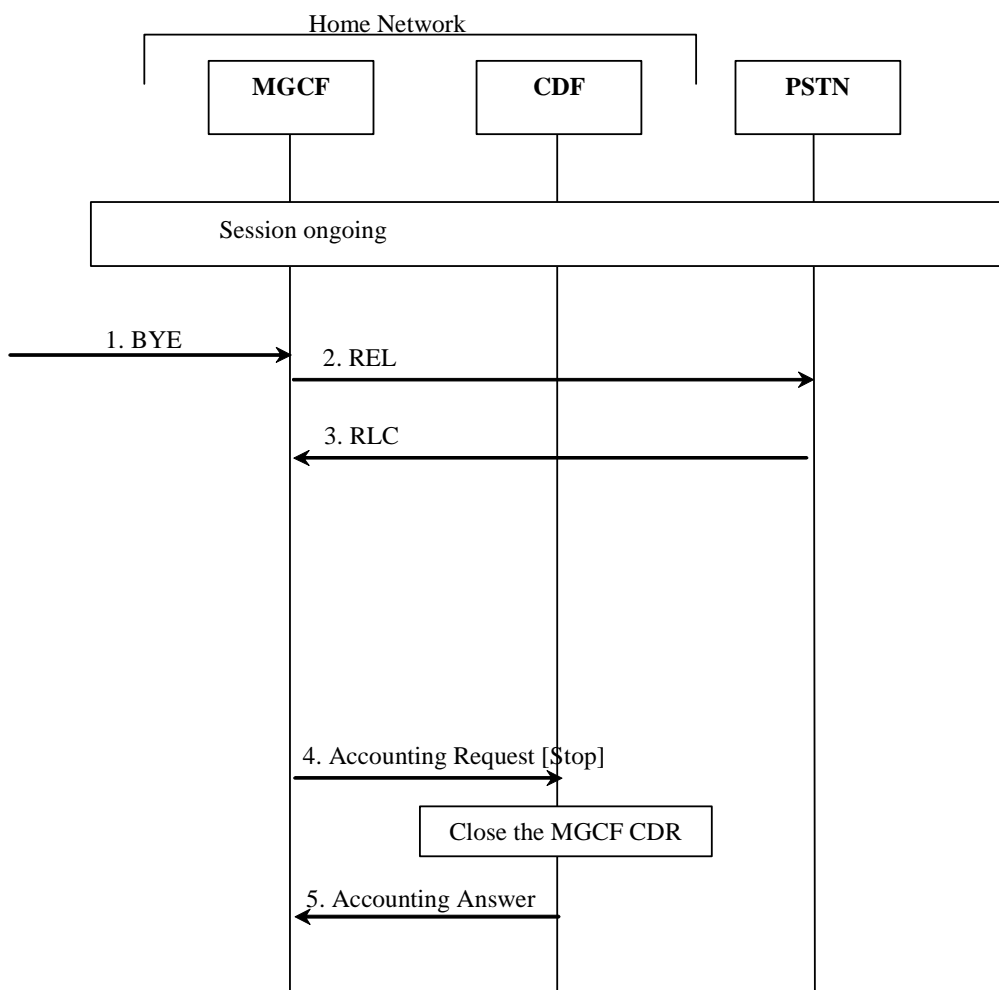 Home Network
MGCF
CDF
PSTN
Session ongoing
1. BYE
2. REL
3. RLC
4. Accounting Request [Stop]
Close the MGCF CDR
5. Accounting Answer